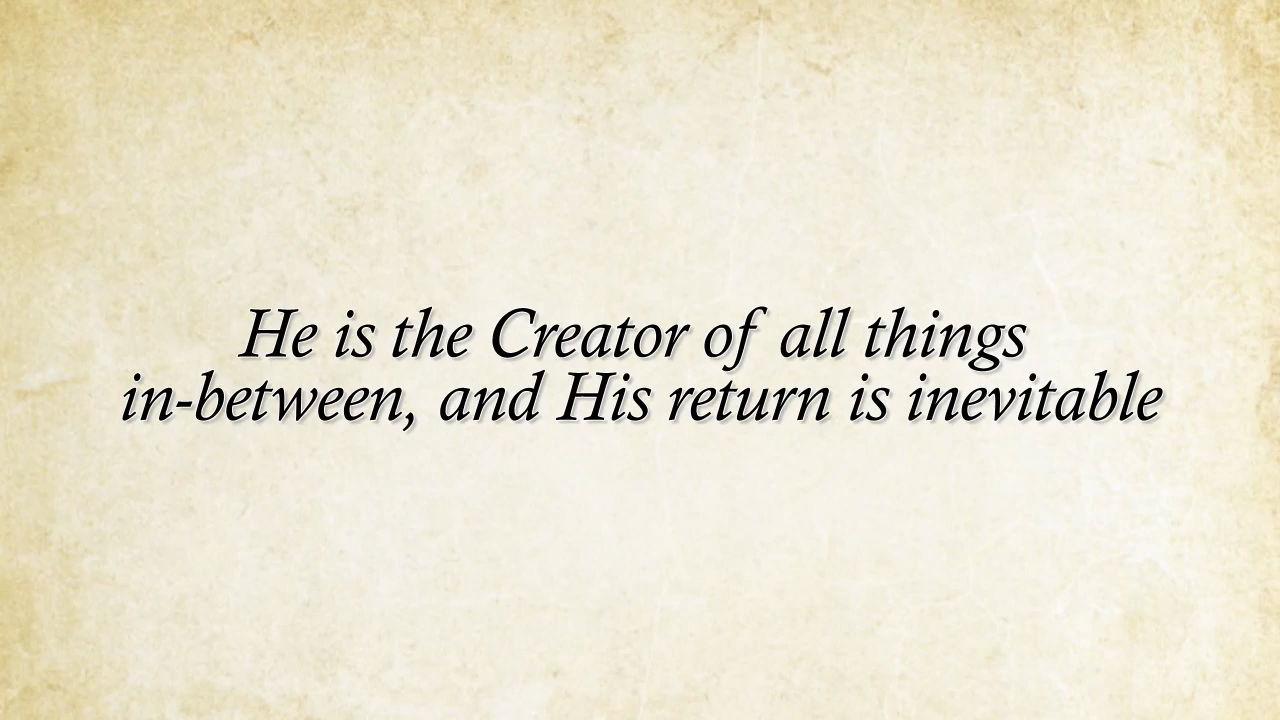 He is the Creator of all things
in-between, and His return is inevitable